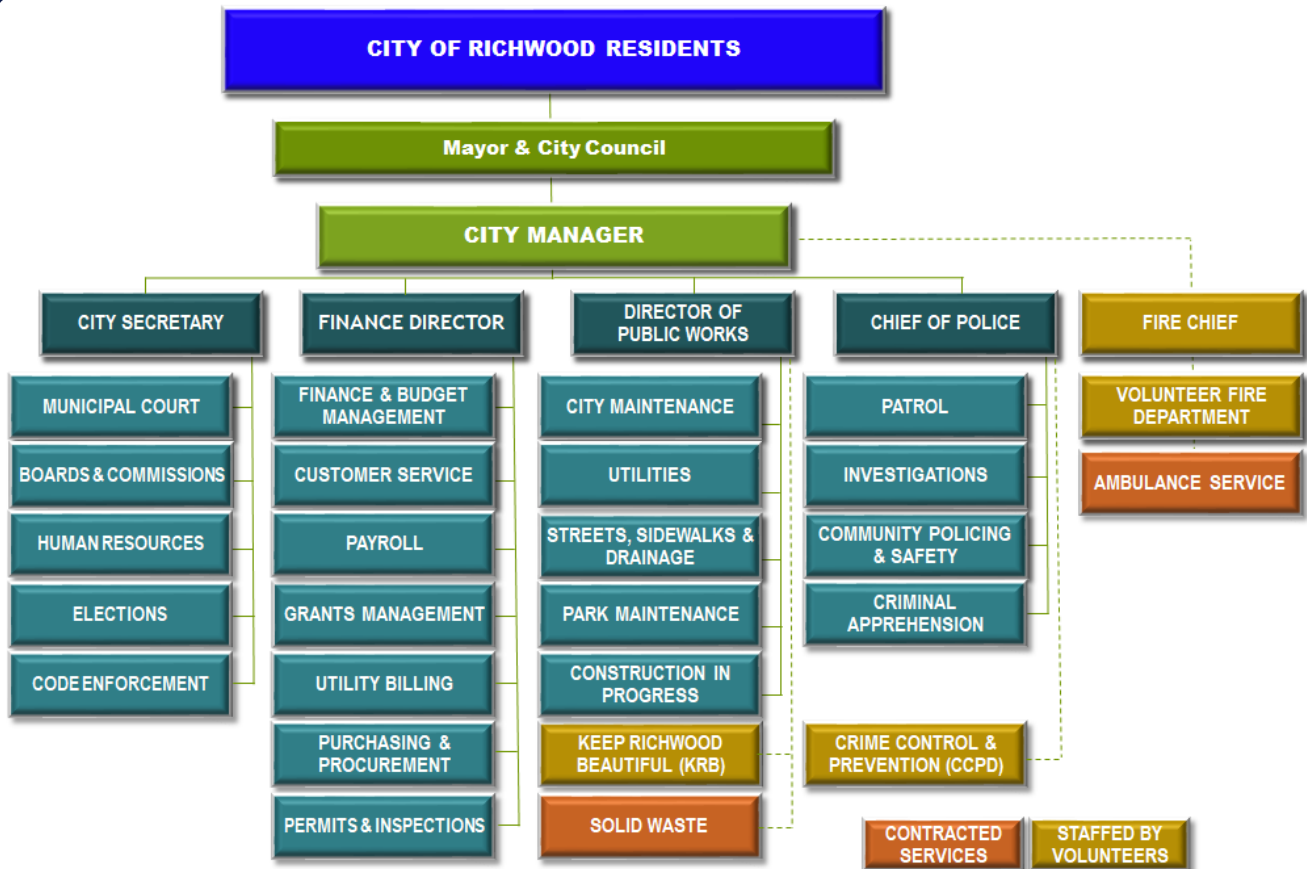 CITY OF RICHWOOD RESIDENTS
Mayor & City Council
CITY MANAGER
CITY SECRETARY
MUNICIPAL COURT
BOARDS & COMMISSIONS
HUMAN RESOURCES
ELECTIONS
CODE ENFORCEMENT
FINANCE DIRECTOR
FINANCE & BUDGET
MANAGEMENT
CUSTOMER SERVICE
PAYROLL
GRANTS MANAGEMENT
UTILITY BILLING
PURCHASING &
PROCUREMENT
PERMITS & INSPECTIONS
DIRECTOR OF
PUBLIC WORKS
CITY MAINTENANCE
UTILITIES
STREETS, SIDEWALKS &
DRAINAGE
PARK MAINTENANCE
CONSTRUCTION IN
PROGRESS
KEEP RICHWOOD
BEAUTIFUL (KRB)
SOLID WASTE
CHIEF OF POLICE
PATROL
INVESTIGATIONS
COMMUNITY POLICING
& SAFETY
CRIMINAL
APPREHENSION
CRIME CONTROL &
PREVENTION (CCPD)
FIRE CHIEF
VOLUNTEER FIRE
DEPARTMENT
AMBULANCE SERVICE
CONTRACTED
SERVICES
STAFFED BY
VOLUNTEERS